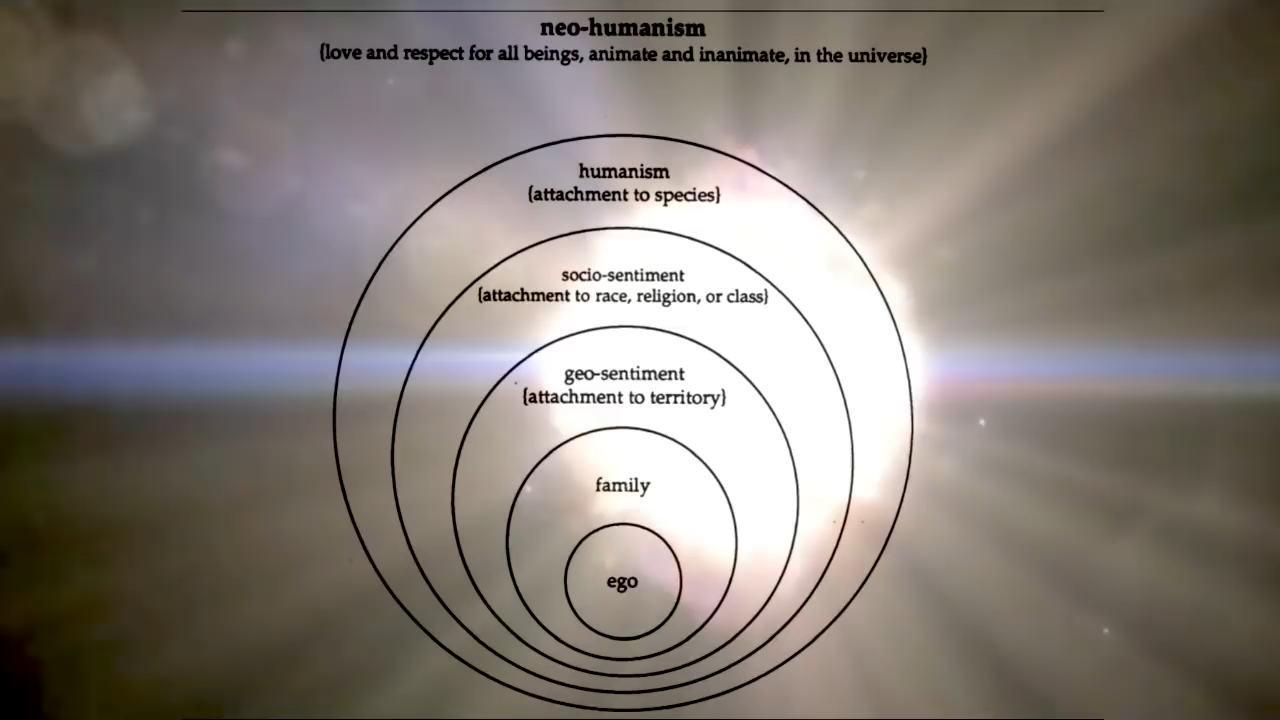 neo-humanism
{love and respect for all beings, animate and inanimate, in the universe}
humanism
{attachment to species}
socio-sentiment
{attachment to race, religion, or class}
geo-sentiment
{attachment to territory}
family
ego